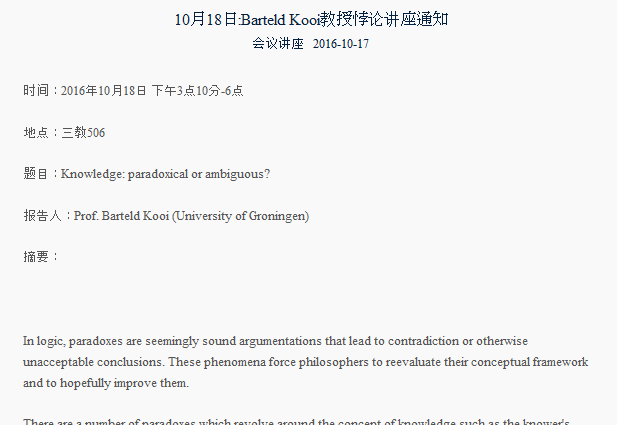 10月18日:Barteld Kooi教授悖论讲座通知
会议讲座 2016-10-17
时间：2016年10月18日 下午3点10分-6点
地点：三教506
题目：Knowledge: paradoxical or ambiguous?
报告人：Prof. Barteld Kooi (University of Groningen)
摘要：
In logic, paradoxes are seemingly sound argumentations that lead to contradiction or otherwise
unacceptable conclusions. These phenomena force philosophers to reevaluate their conceptual framework
and to hopefully improve them.
There are a number of paradoxes which revolve around the concept of knowledge such as the knower's